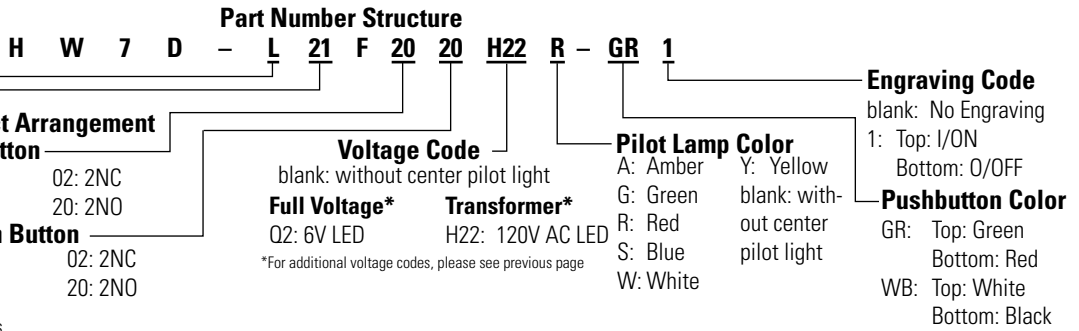 Part Number Structure
H W 7 D – L 21 F 20 20 H22 R – GR 1
Engraving Code
blank: No Engraving
1: Top: I/ON
Bottom: O/OFF
Arrangement
02: 2NC
20: 2NO
Button
02: 2NC
20: 2NO
Voltage Code
blank: without center pilot light
Full Voltage* Transformer*
Q2: 6V LED H22: 120V AC LED
*For additional voltage codes, please see previous page
Pilot Lamp Color
A: Amber Y: Yellow
G: Green blank: with-
R: Red out center
S: Blue pilot light
W: White
Pushbutton Color
GR: Top: Green
Bottom: Red
WB: Top: White
Bottom: Black